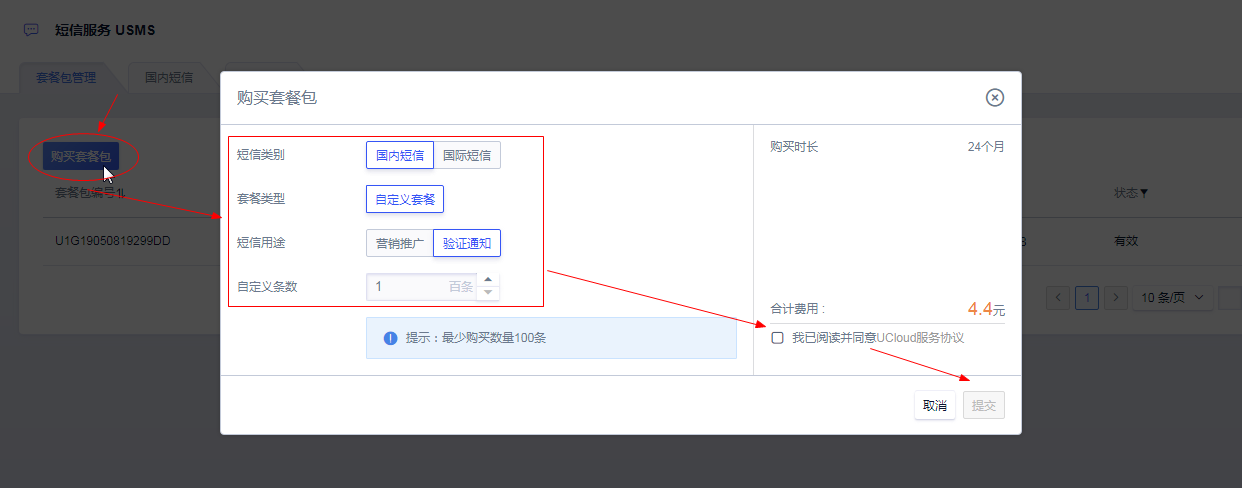 短信服务 USMS
套餐包管理
国内短信
购买套餐包
购买套餐包
套餐包编号
U1G19050819299DD
短信类别
国内短信
国际短信
套餐类型
自定义套餐
短信用途
营销推广
验证通知
自定义条数
1
百条
提示：最少购买数量100条
购买时长
24个月
合计费用：
4.4元
我已阅读并同意UCloud服务协议
取消
提交
状态
有效
1
10 条/页